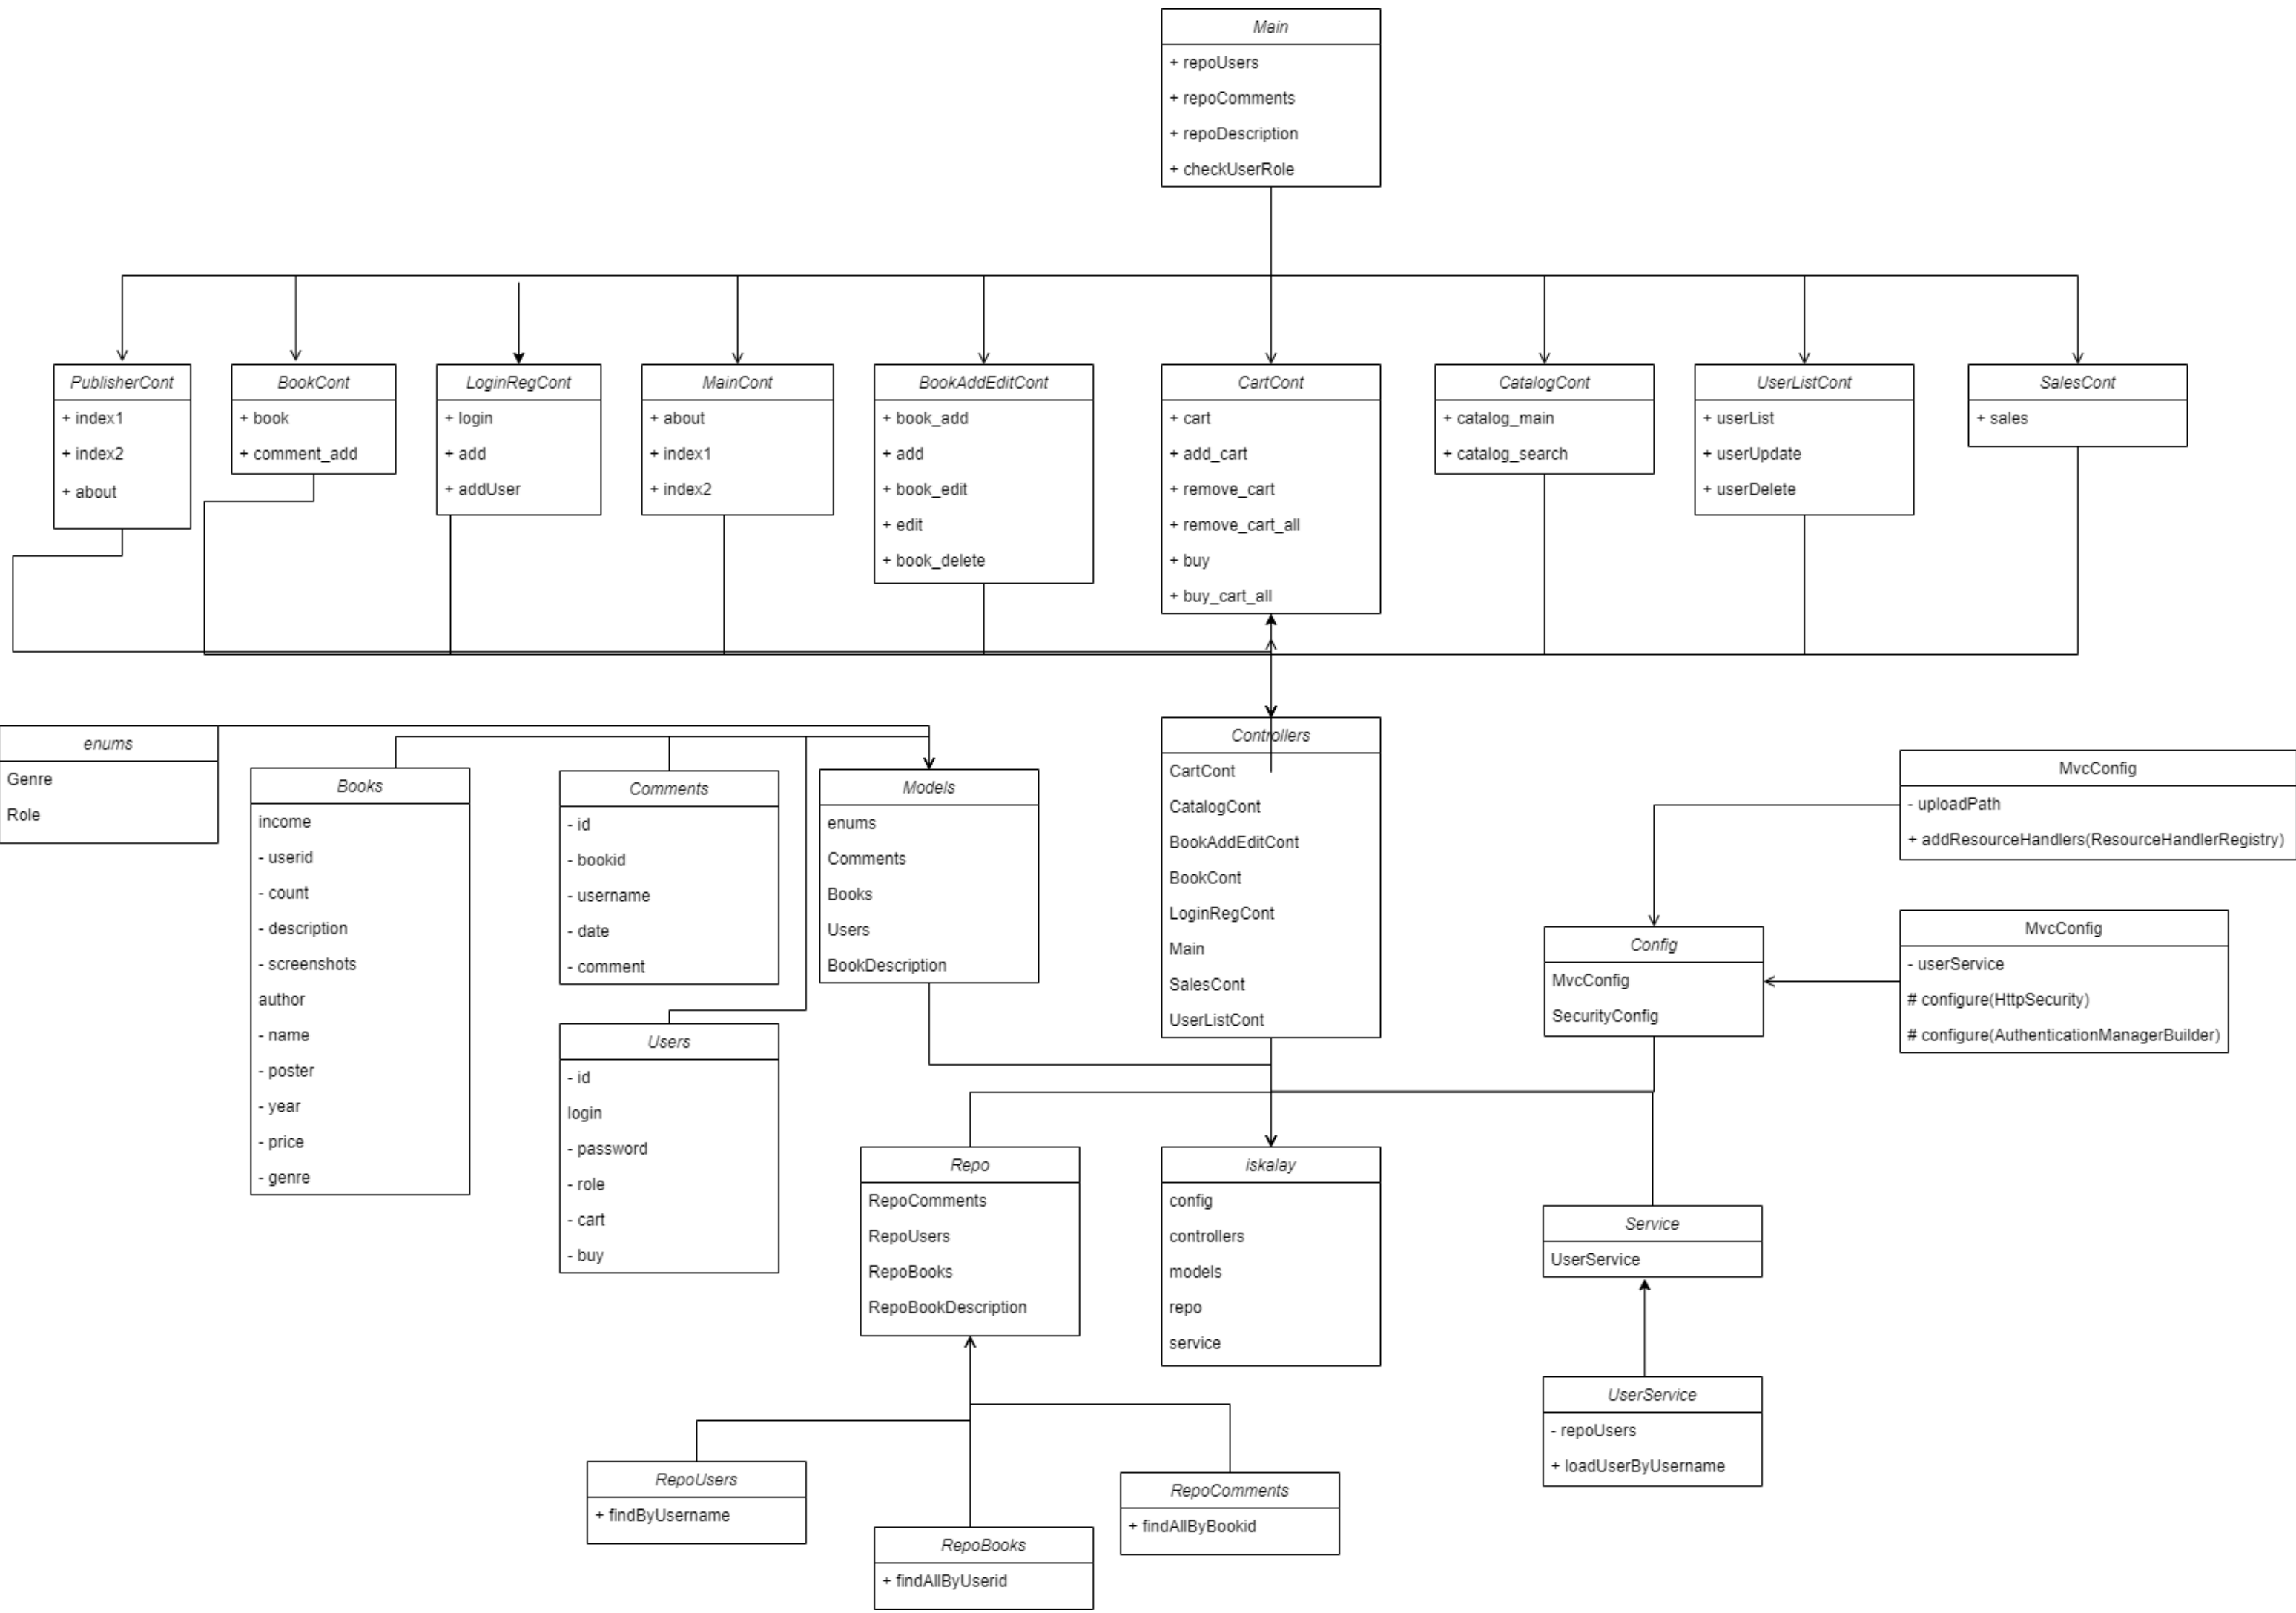 Main
+ repoUsers
+ repoComments
+ repoDescription
+ checkUserRole
PublisherCont
+ index1
+ index2
+ about
BookCont
+ book
+ comment_add
LoginRegCont
+ login
+ add
+ addUser
MainCont
+ about
+ index1
+ index2
BookAddEditCont
+ book_add
+ add
+ book_edit
+ edit
+ book_delete
CartCont
+ cart
+ add_cart
+ remove_cart
+ remove_cart_all
+ buy
+ buy_cart_all
CatalogCont
+ catalog_main
+ catalog_search
UserListCont
+ userList
+ userUpdate
+ userDelete
SalesCont
+ sales
enums
Genre
Role
Books
income
- userid
- count
- description
- screenshots
author
- name
- poster
- year
- price
- genre
Comments
- id
- bookid
- username
- date
- comment
Users
- id
login
- password
- role
- cart
- buy
Models
enums
Comments
Books
Users
BookDescription
Controllers
CartCont
CatalogCont
BookAddEditCont
BookCont
LoginRegCont
Main
SalesCont
UserListCont
MvcConfig
- uploadPath
+ addResourceHandlers(ResourceHandlerRegistry)
Config
MvcConfig
SecurityConfig
MvcConfig
- userService
# configure(HttpSecurity)
# configure(AuthenticationManagerBuilder)
Repo
RepoComments
RepoUsers
RepoBooks
RepoBookDescription
iskalay
config
controllers
models
repo
service
Service
UserService
UserService
- repoUsers
+ loadUserByUsername
RepoUsers
+ findByUsername
RepoBooks
+ findAllByUserid
RepoComments
+ findAllByBookid